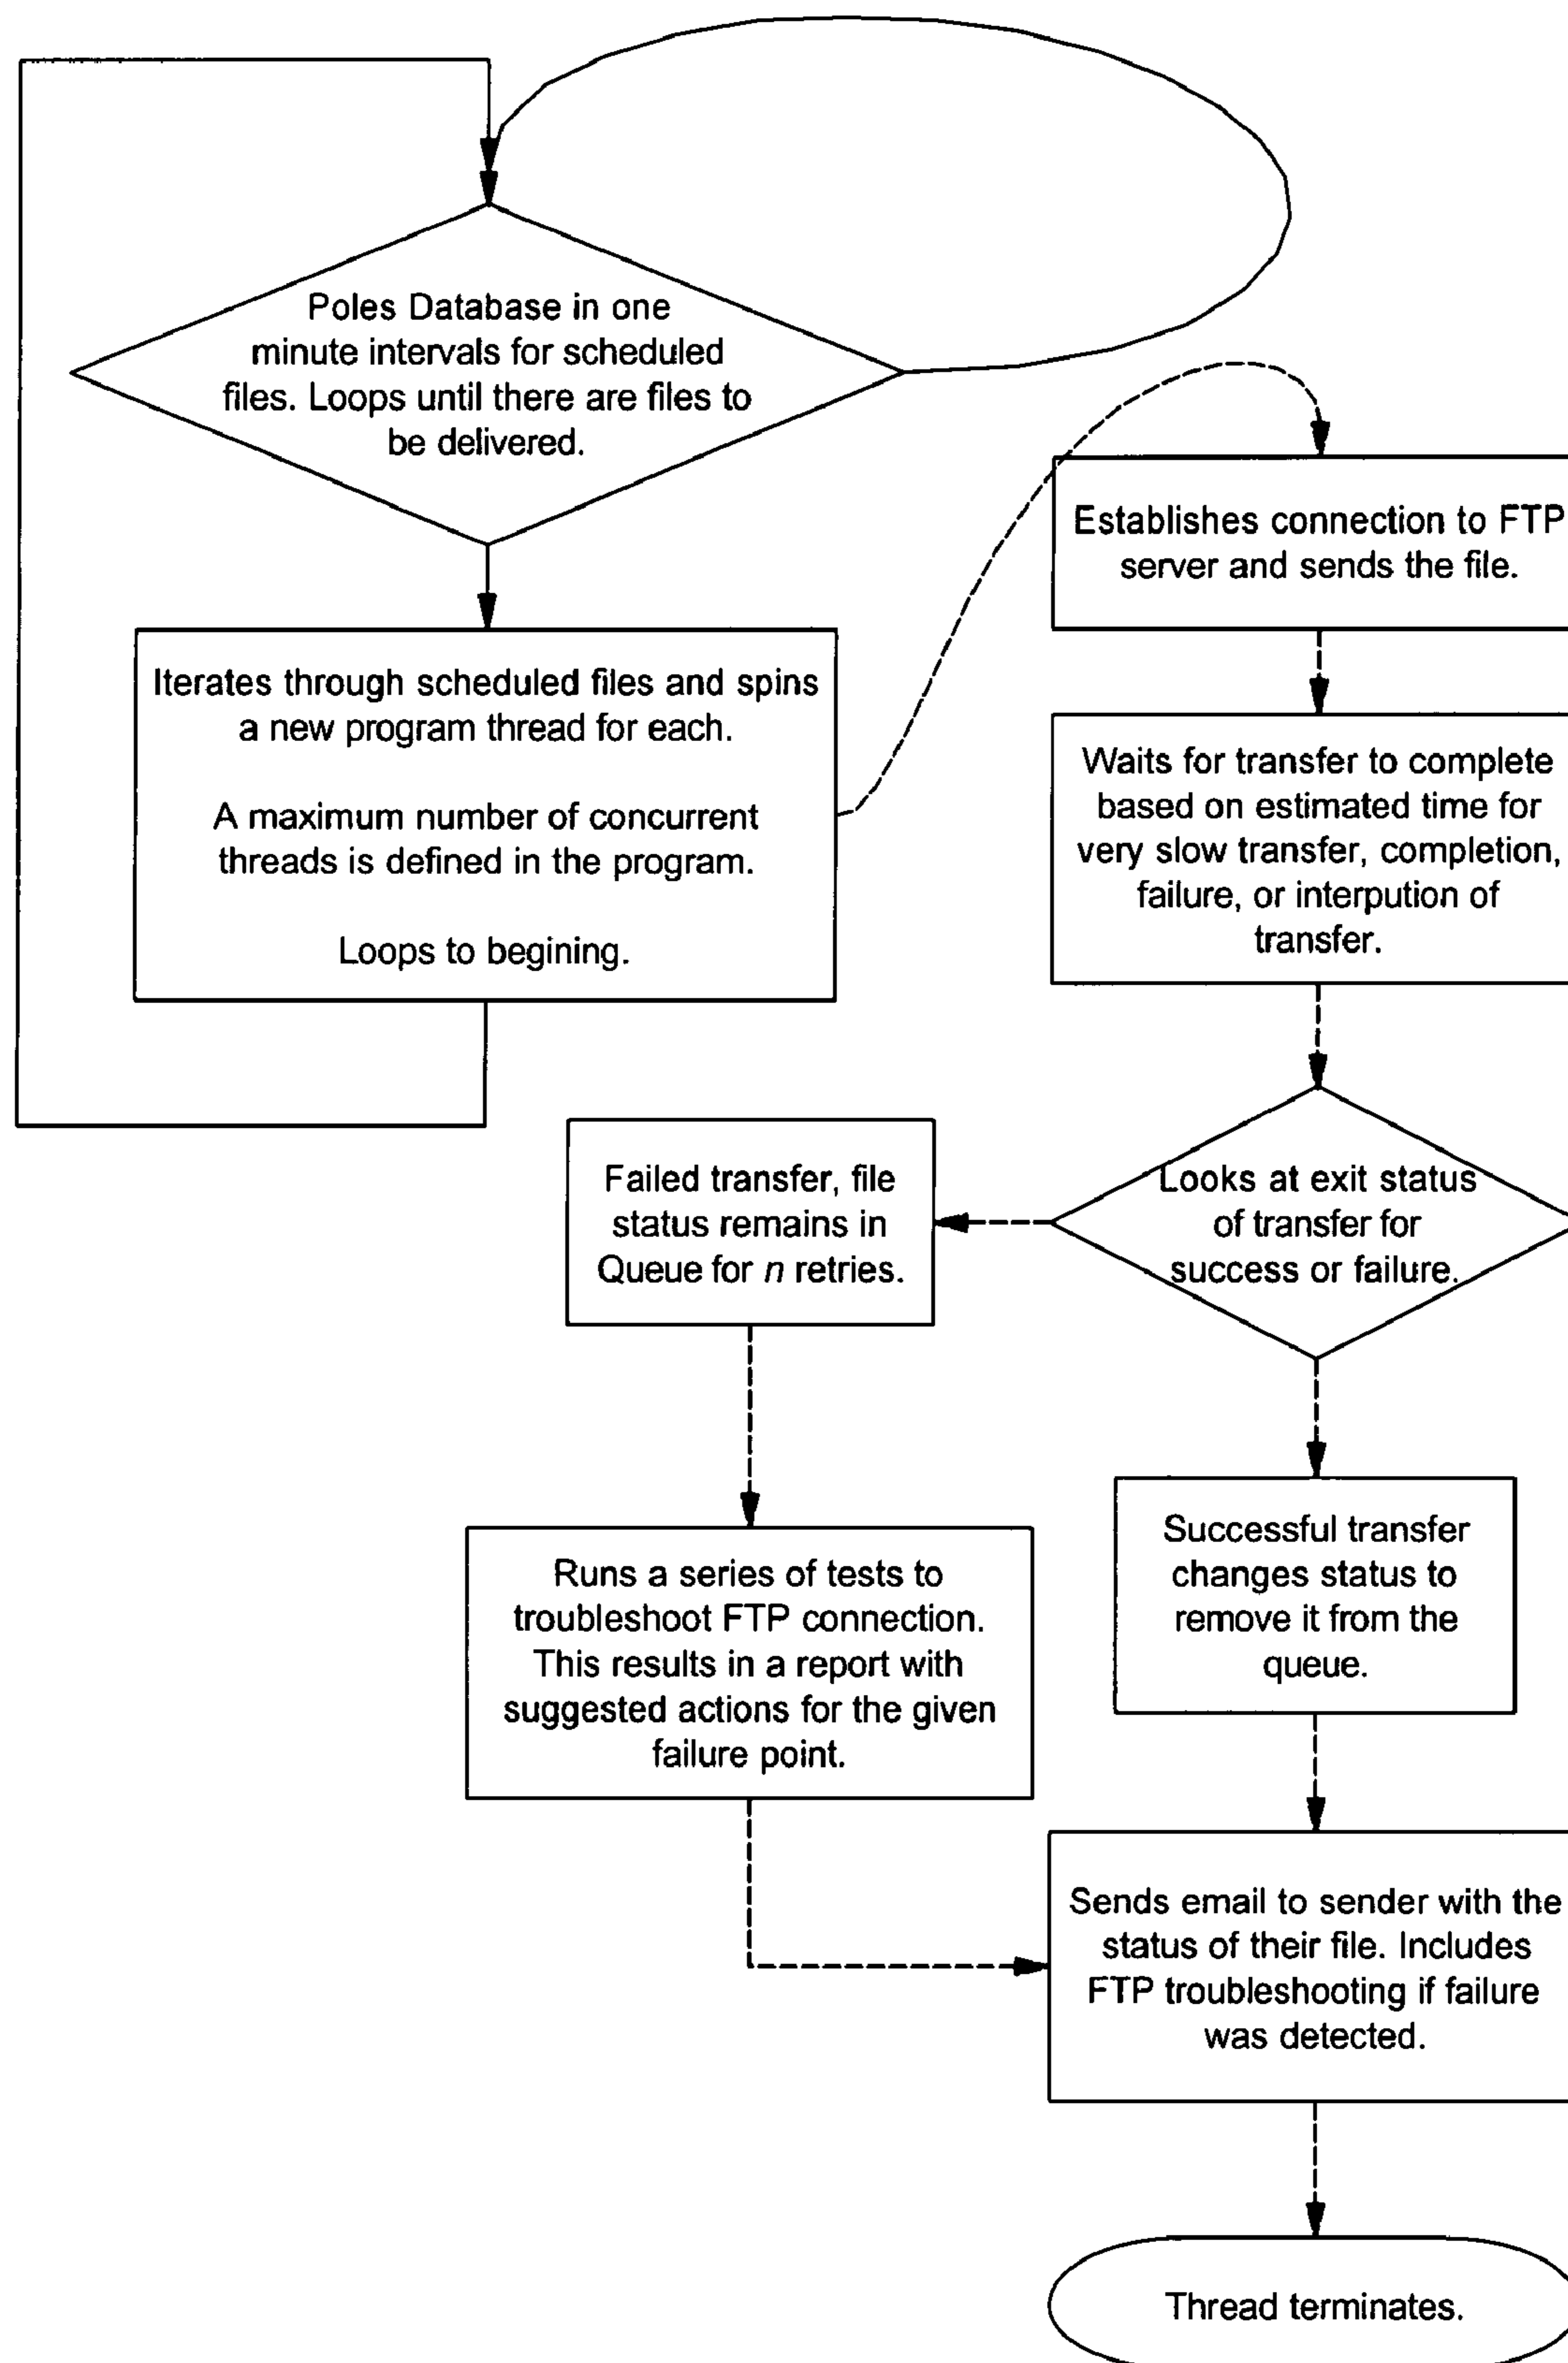 Poles Database in one
minute intervals for scheduled
files. Loops until there are files to
be delivered.
Iterates through scheduled files and spins
a new program thread for each.
A maximum number of concurrent
threads is defined in the program.
Loops to begining.
Establishes connection to FTP
server and sends the file.
Waits for transfer to complete
based on estimated time for
very slow transfer, completion,
failure, or interpution of
transfer.
Looks at exit status
of transfer for
success or failure.
Failed transfer, file
status remains in
Queue for n retries.
Runs a series of tests to
troubleshoot FTP connection.
This results in a report with
suggested actions for the given
failure point.
Successful transfer
changes status to
remove it from the
queue.
Sends email to sender with the
status of their file. Includes
FTP troubleshooting if failure
was detected.
Thread terminates.